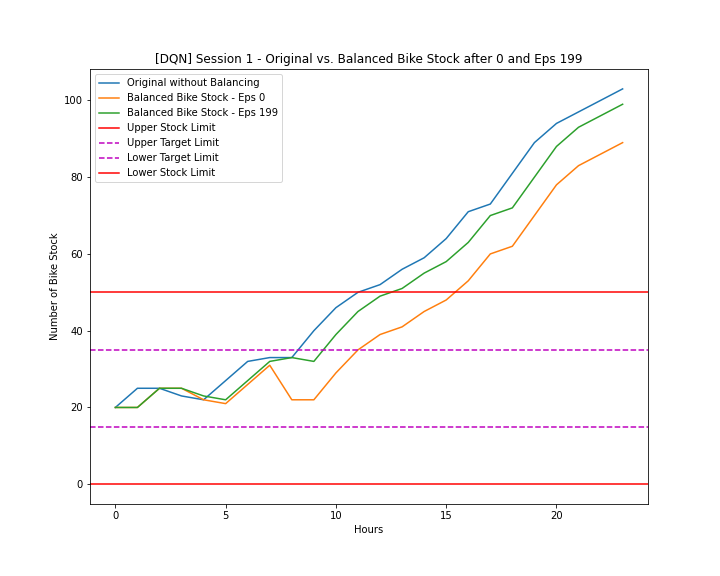 [DQN] Session 1 - Original vs. Balanced Bike Stock after 0 and Eps 199
Original without Balancing
Balanced Bike Stock - Eps 0
Balanced Bike Stock - Eps 199
Upper Stock Limit
Upper Target Limit
Lower Target Limit
Lower Stock Limit
Number of Bike Stock
100
80
60
40
20
0
0 5 10 15 20
Hours